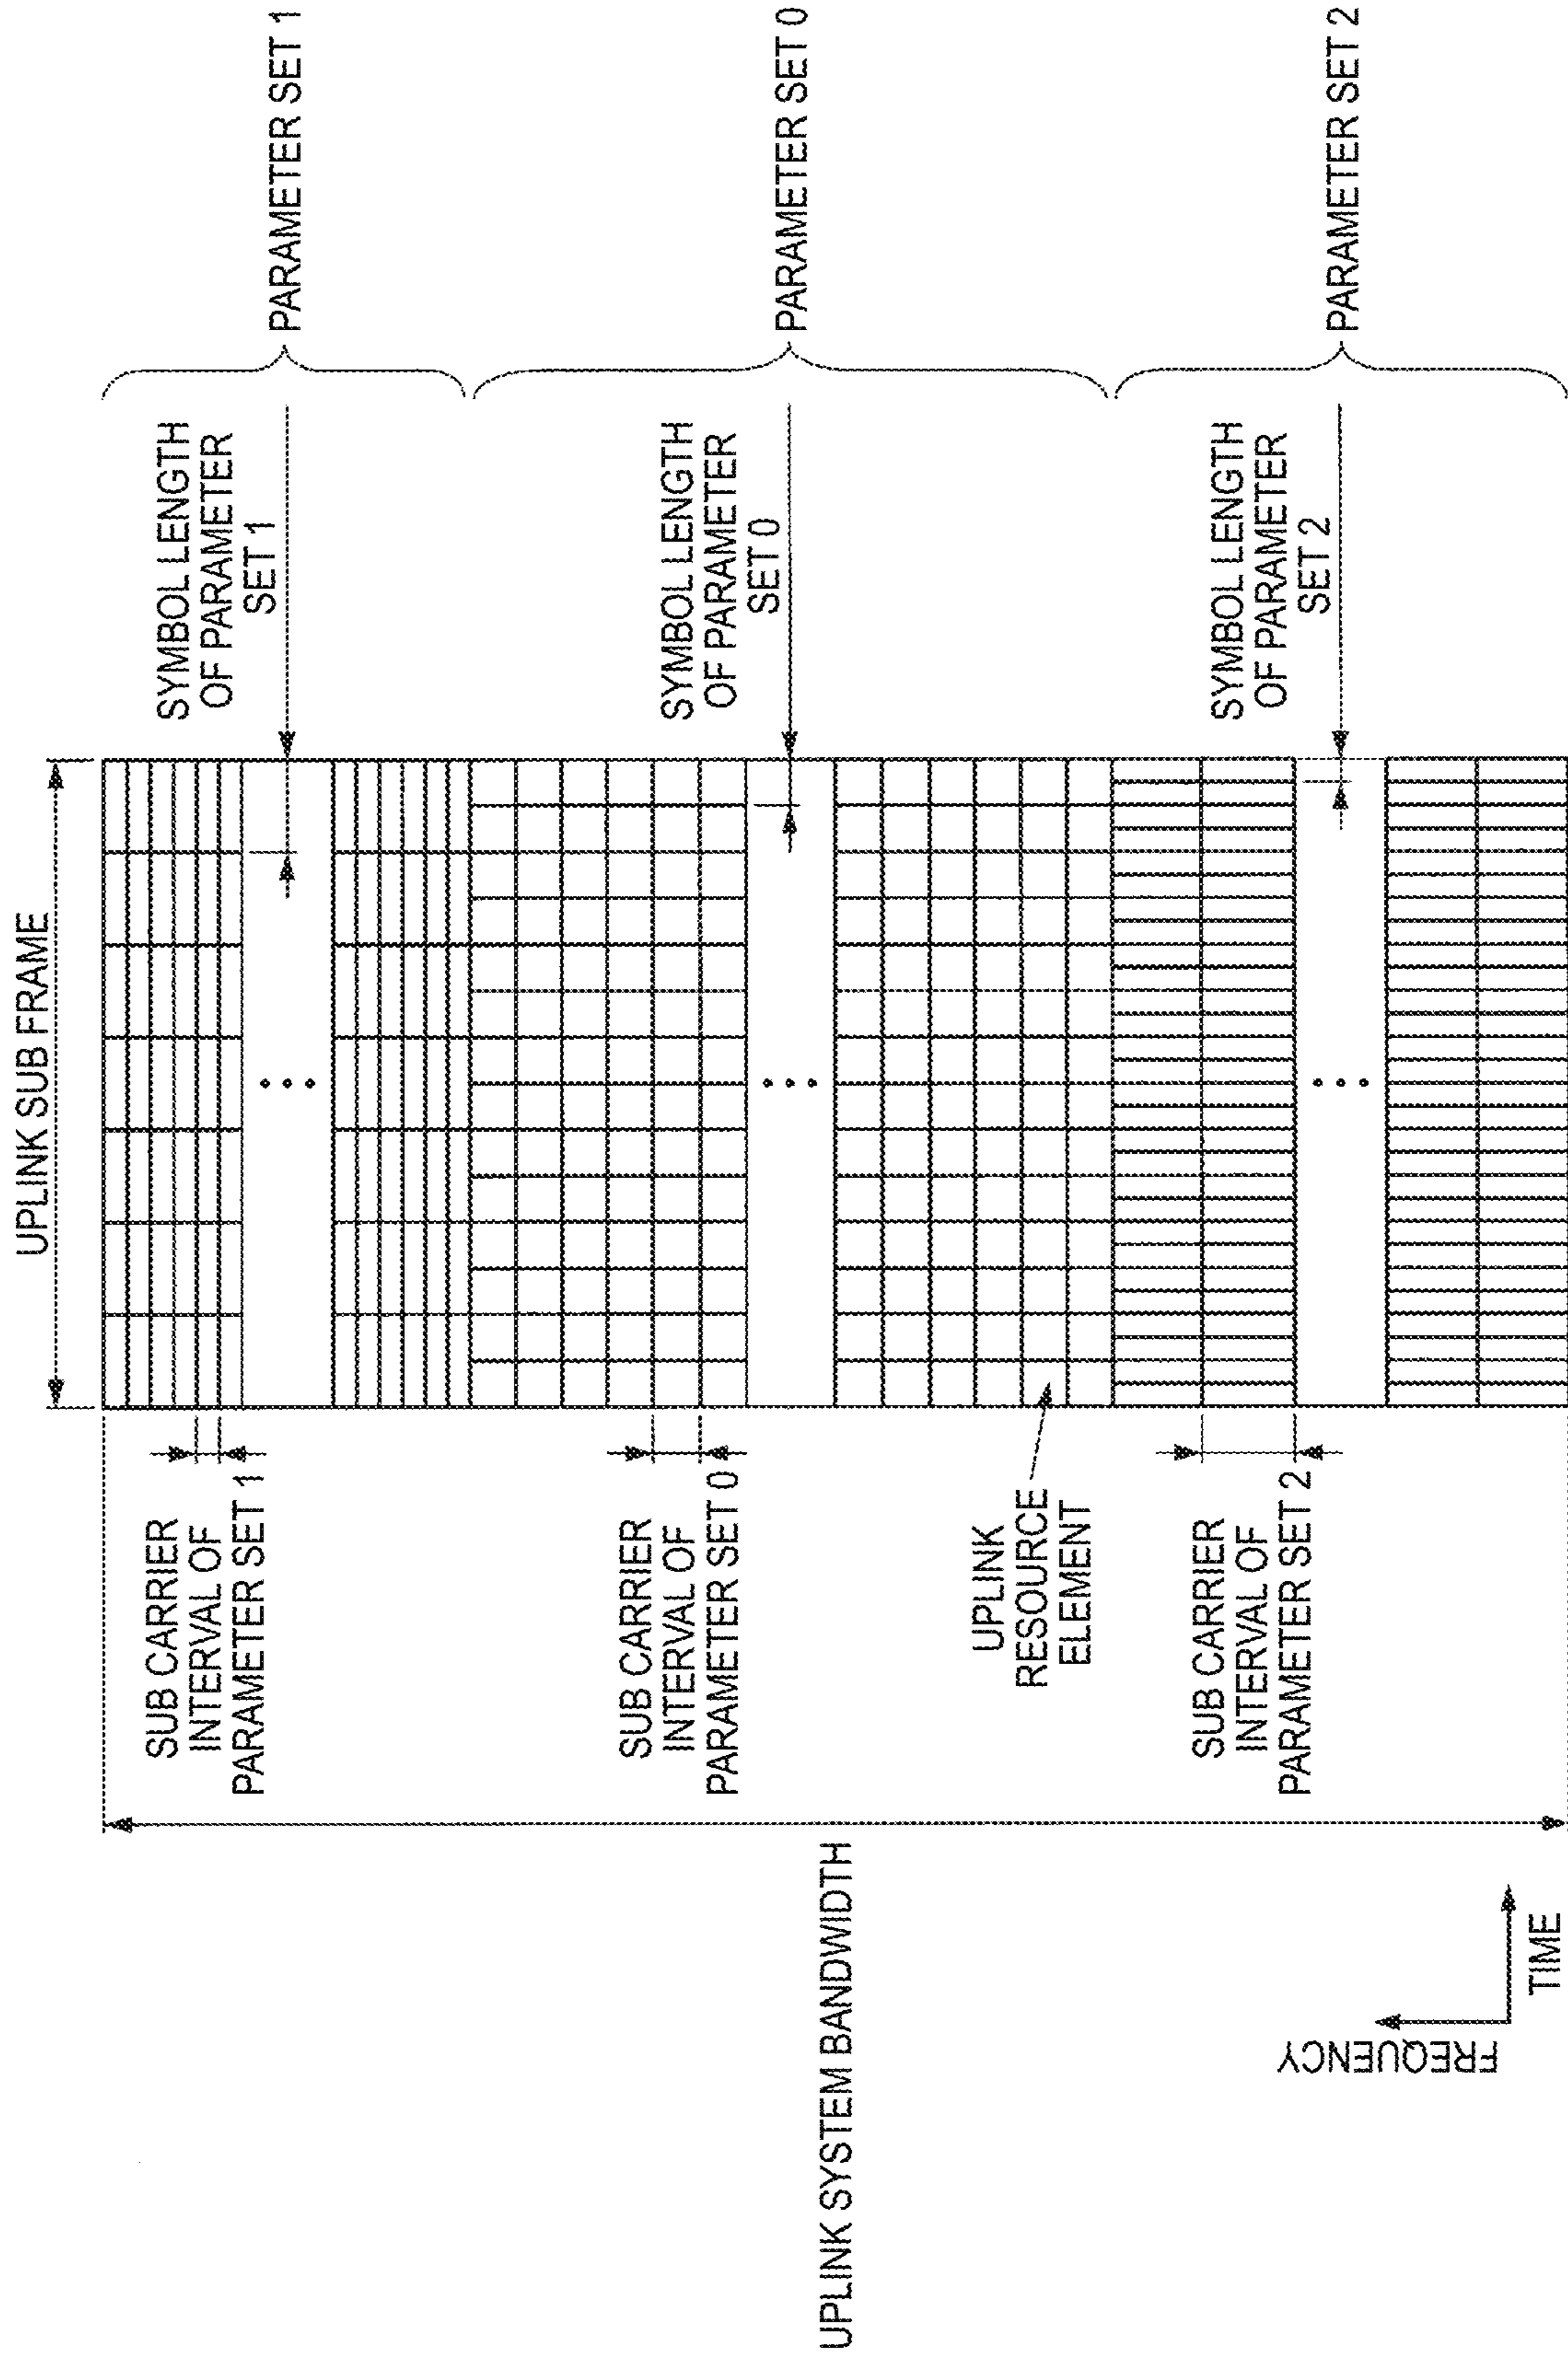 UPLINK SUB FRAME
SYMBOL LENGTH
OF PARAMETER
SET 1
PARAMETER SET 1
SUB CARRIER
INTERVAL OF
PARAMETER SET 1
SYMBOL LENGTH
OF PARAMETER
SET 0
PARAMETER SET 0
SUB CARRIER
INTERVAL OF
PARAMETER SET 0
UPLINK SYSTEM BANDWIDTH
UPLINK
RESOURCE
ELEMENT
SYMBOL LENGTH
OF PARAMETER
SET 2
PARAMETER SET 2
SUB CARRIER
INTERVAL OF
PARAMETER SET 2
FREQUENCY
TIME